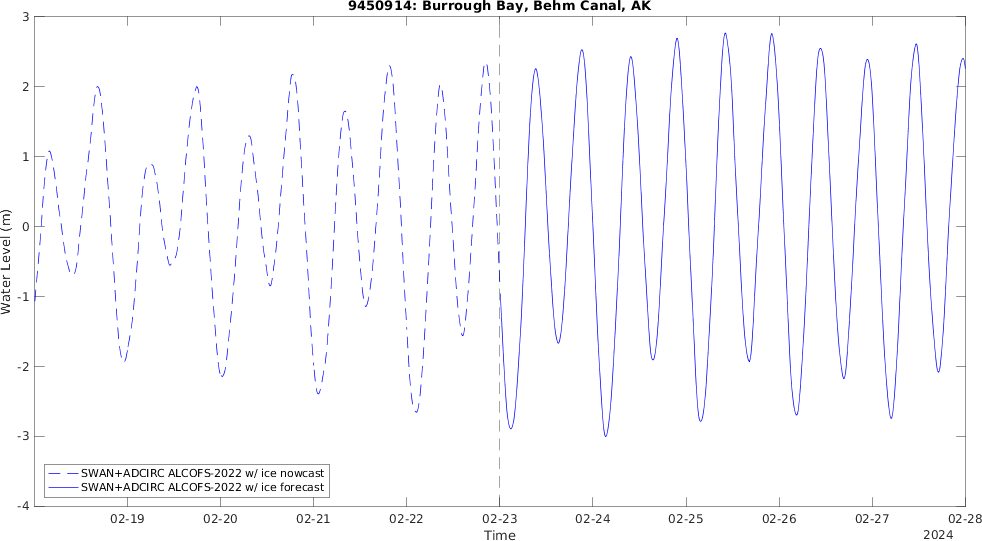 9450914: Burrough Bay, Behm Canal, AK
3
2
1
0
-1
-2
-3
-4
Water Level (m)
SWAN+ADCIRC ALCOFS-2022 w/ ice nowcast
SWAN+ADCIRC ALCOFS-2022 w/ ice forecast
02-19 02-20 02-21 02-22 02-23 02-24 02-25 02-26 02-27 02-28
Time
2024